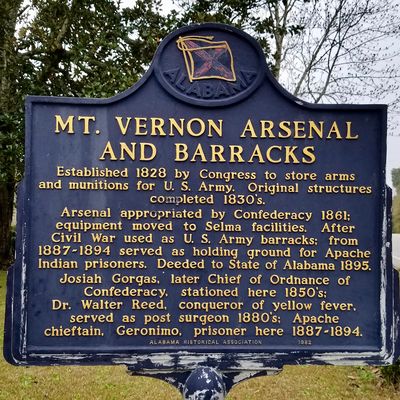 ALABAMA
MT. VERNON ARSENAL
AND BARRACKS
Established 1828 by Congress to store arms
and munitions for U. S. Army. Original structures
completed 1830's.
Arsenal appropriated by Confederacy 1861;
equipment moved to Selma facilities. After
Civil War used as U. S. Army barracks; from
1887-1894 served as holding ground for Apache
Indian prisoners. Deeded to State of Alabama 1895.
Josiah Gorgas, later Chief of Ordnance of
Confederacy, stationed here 1850's;
Dr. Walter Reed, conqueror of yellow fever,
served as post surgeon 1880's; Apache
chieftain, Geronimo, prisoner here 1887-1894.
ALABAMA HISTORICAL ASSOCIATION 1982